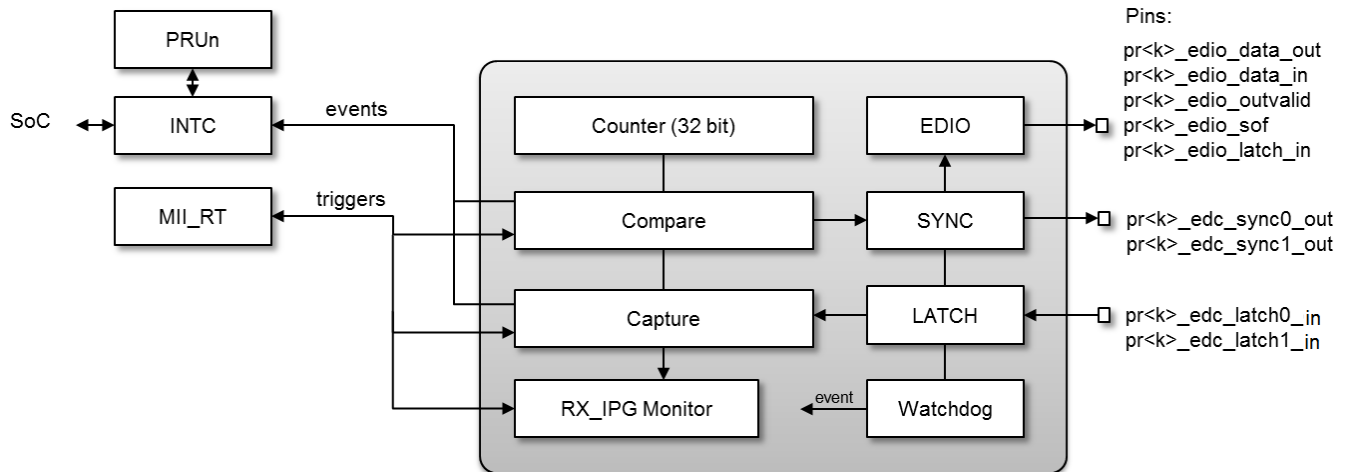 PRUn
SoC
INTC
MII_RT
events
triggers
Counter (32 bit)
Compare
Capture
RX_IPG Monitor
EDIO
SYNC
LATCH
event
Watchdog
Pins:
pr<k>_edio_data_out
pr<k>_edio_data_in
pr<k>_edio_outvalid
pr<k>_edio_sof
pr<k>_edio_latch_in
pr<k>_edc_sync0_out
pr<k>_edc_sync1_out
pr<k>_edc_latch0_in
pr<k>_edc_latch1_in